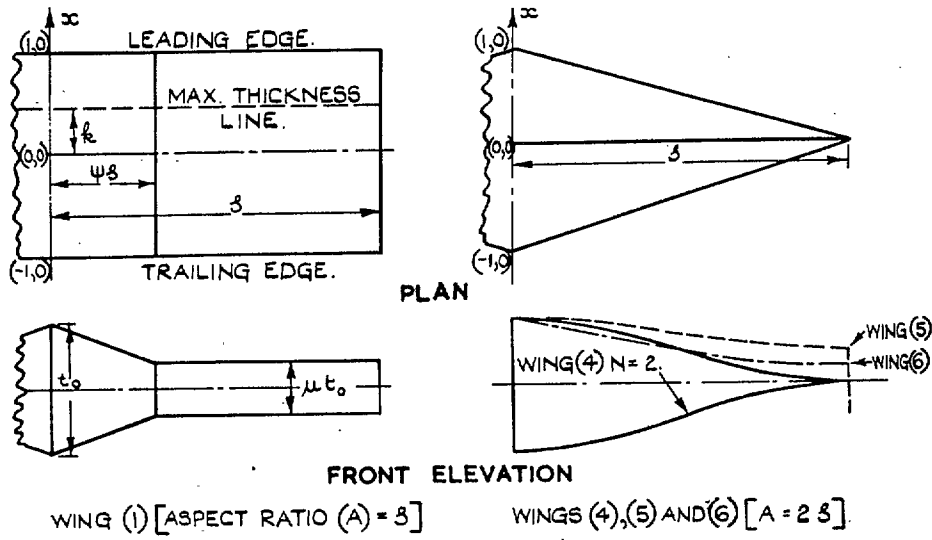 x
x
(1,0)
LEADING EDGE.
(1,0)
MAX. THICKNESS
LINE.
k
(0,0)
(0,0)
s
ψs
s
(-1,0)
TRAILING EDGE.
(-1,0)
PLAN
WING (5)
WING (6)
WING (4) N = 2.
t₀
μt₀
FRONT ELEVATION
WING (1) [ASPECT RATIO (A) = s]
WINGS (4), (5) AND (6) [A = 2 s].